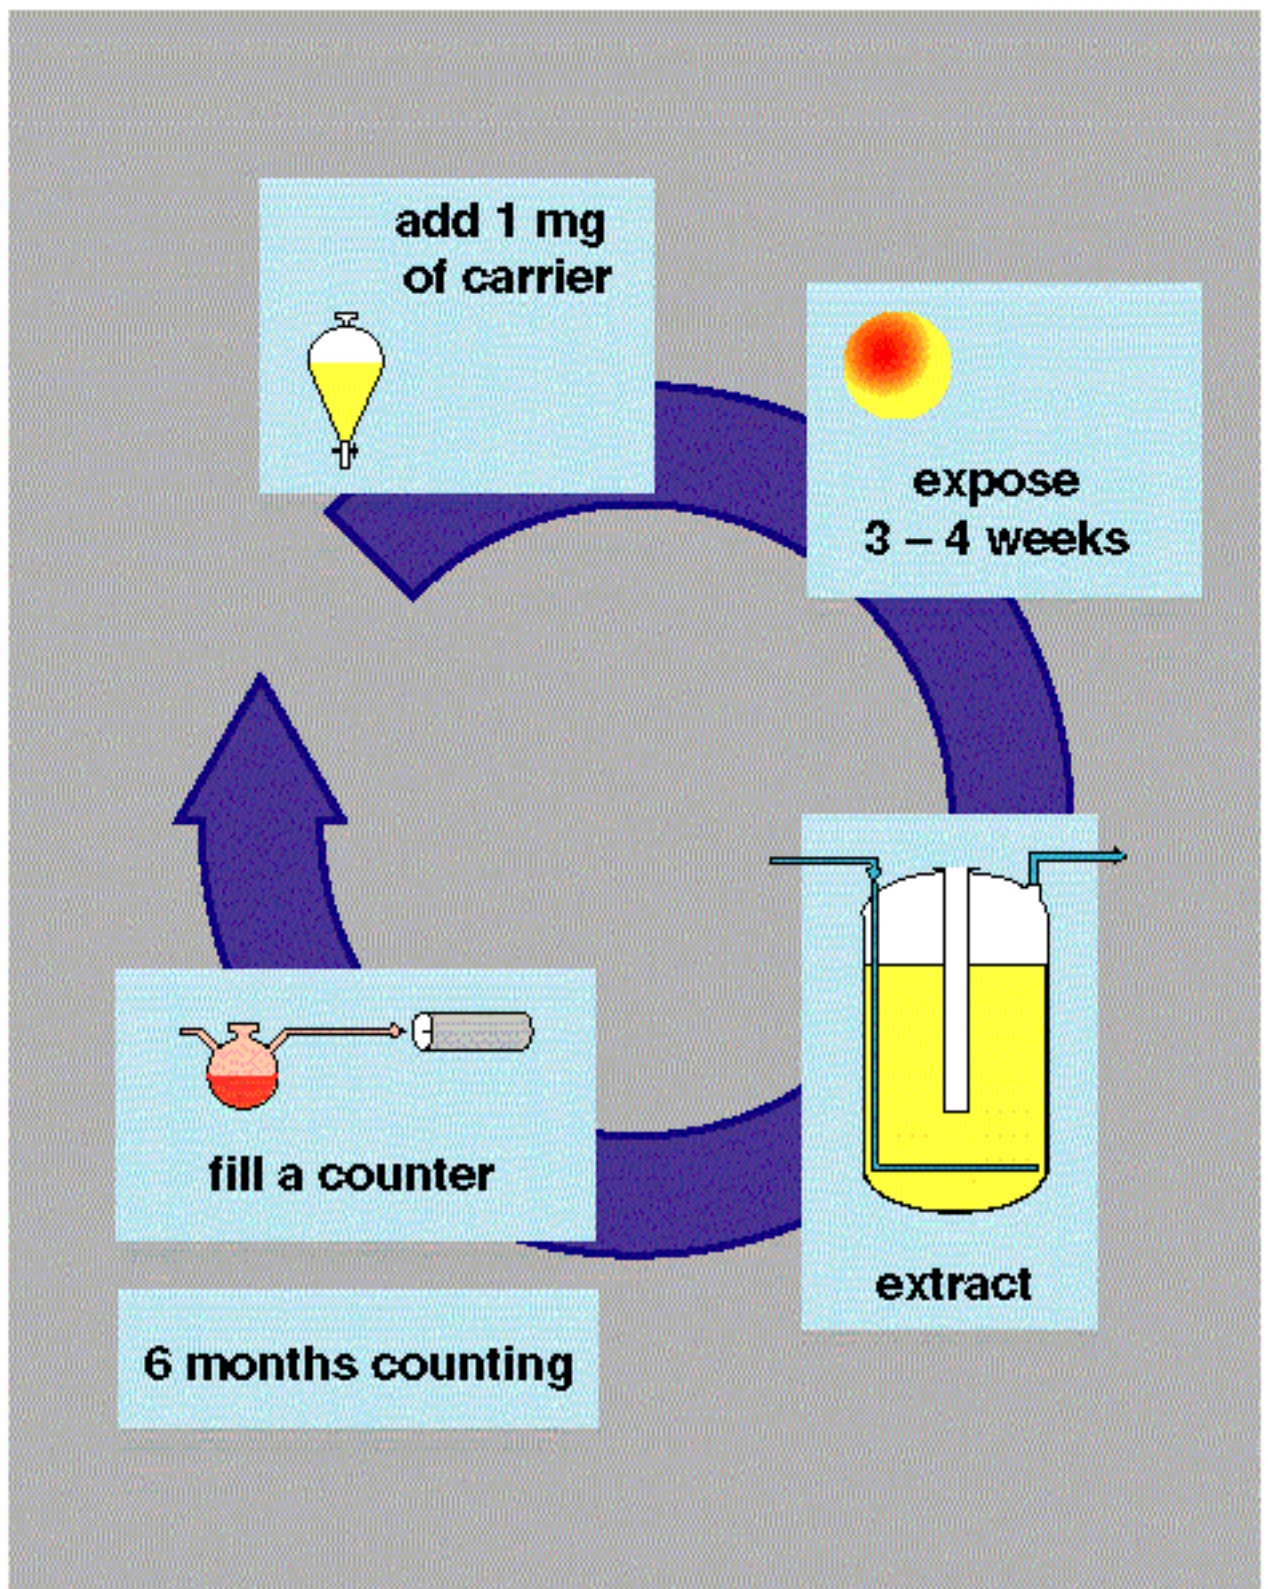 add 1 mg
of carrier
expose
3 – 4 weeks
extract
fill a counter
6 months counting